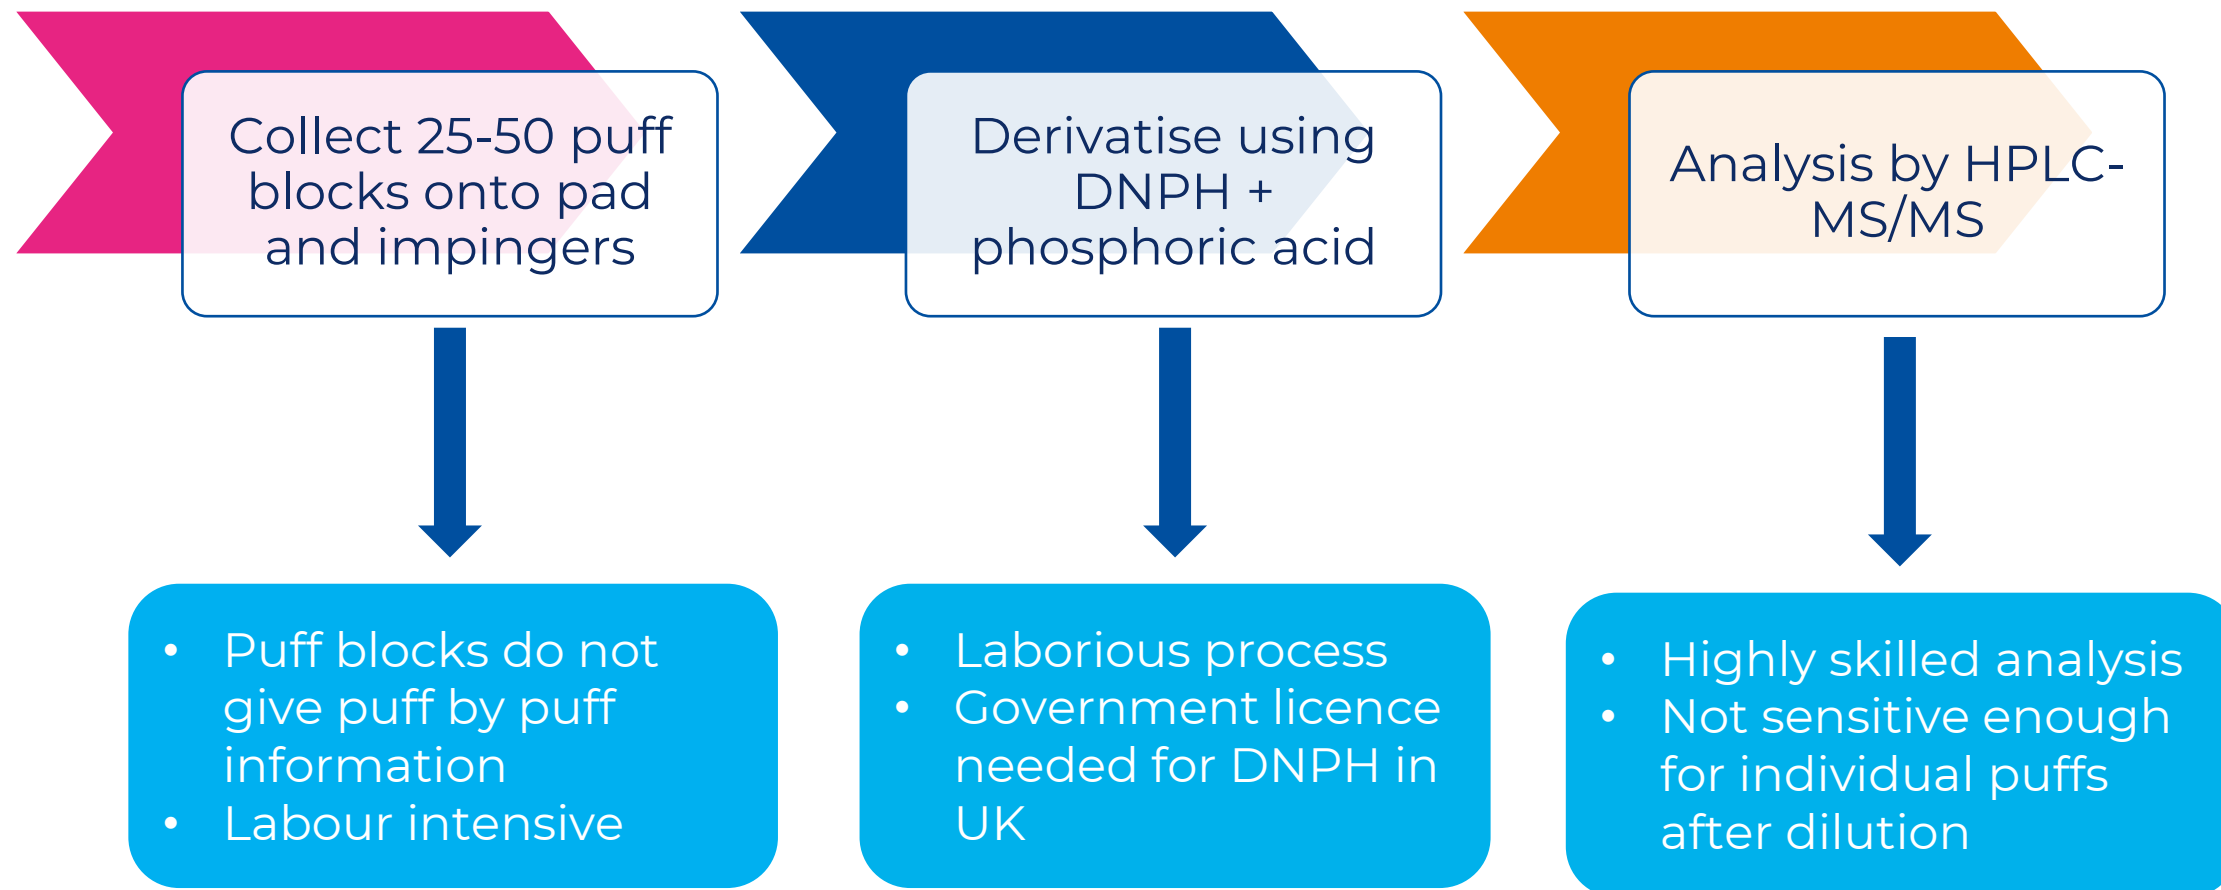 Collect 25-50 puff
blocks onto pad
and impingers
Derivatise using
DNPH +
phosphoric acid
Analysis by HPLC-
MS/MS
• Puff blocks do not
give puff by puff
information
• Labour intensive
• Laborious process
• Government licence
needed for DNPH in
UK
• Highly skilled analysis
• Not sensitive enough
for individual puffs
after dilution